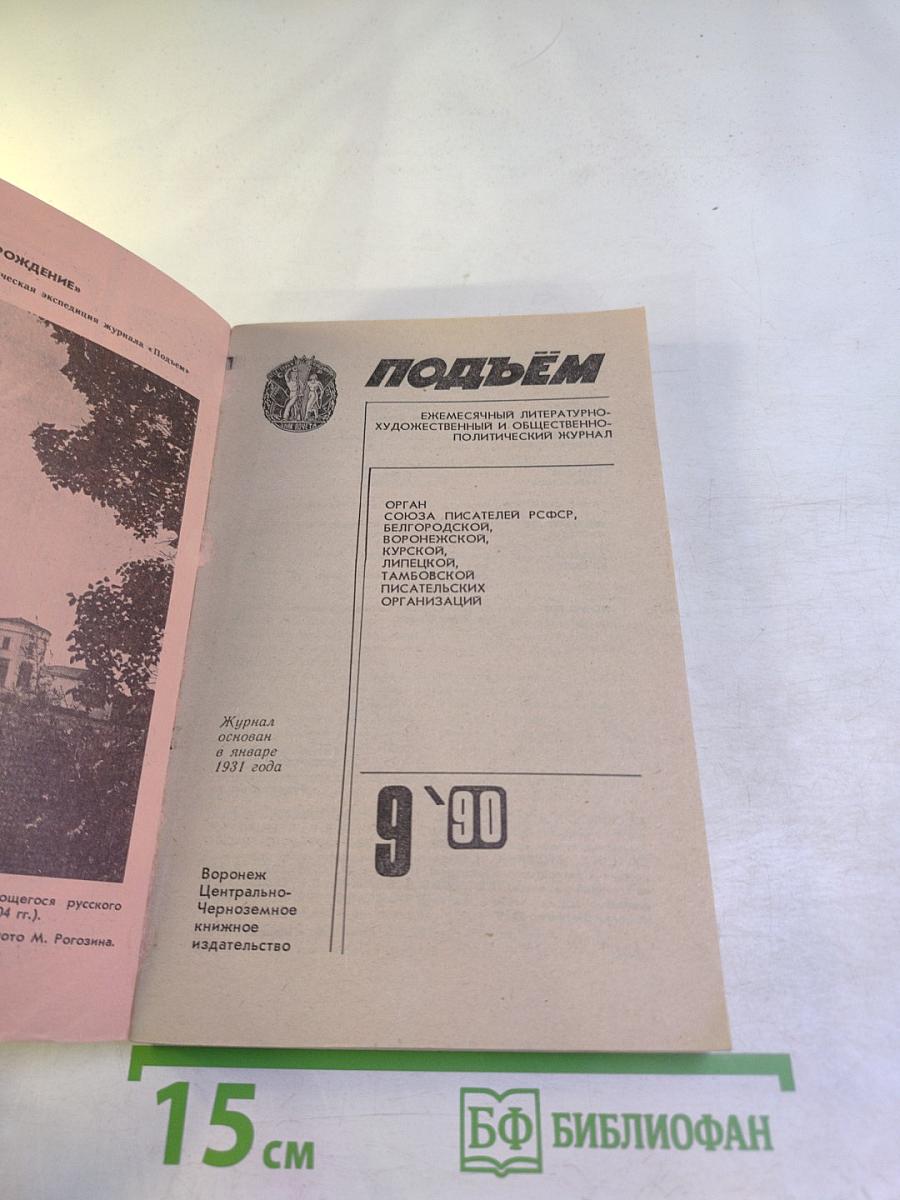 РОЖДЕНИЕ»
ческая экспедиция журнала «Подъем»
ощегося русского
04 гг.).
ото М. Рогозина.
ПОДЪЁМ
ЕЖЕМЕСЯЧНЫЙ ЛИТЕРАТУРНО-
ХУДОЖЕСТВЕННЫЙ И ОБЩЕСТВЕННО-
ПОЛИТИЧЕСКИЙ ЖУРНАЛ
ОРГАН
СОЮЗА ПИСАТЕЛЕЙ РСФСР,
БЕЛГОРОДСКОЙ,
ВОРОНЕЖСКОЙ,
КУРСКОЙ,
ЛИПЕЦКОЙ,
ТАМБОВСКОЙ
ПИСАТЕЛЬСКИХ
ОРГАНИЗАЦИЙ
Журнал
основан
в январе
1931 года
9 '90
Воронеж
Центрально-
Черноземное
книжное
издательство
15 см
БФ БИБЛИОФАН